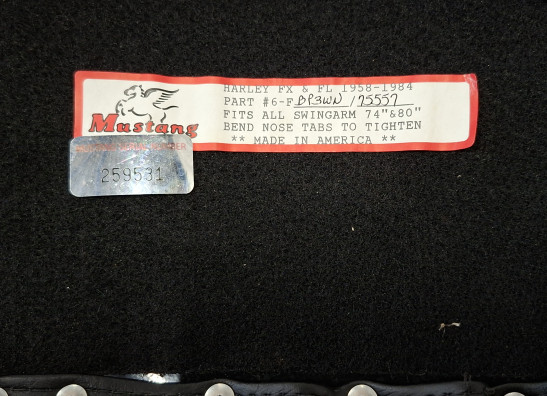 HARLEY FX & FL 1958-1984
PART #6-F BP3WN / 75557
FITS ALL SWINGARM 74"&80"
BEND NOSE TABS TO TIGHTEN
** MADE IN AMERICA **
Mustang
259531